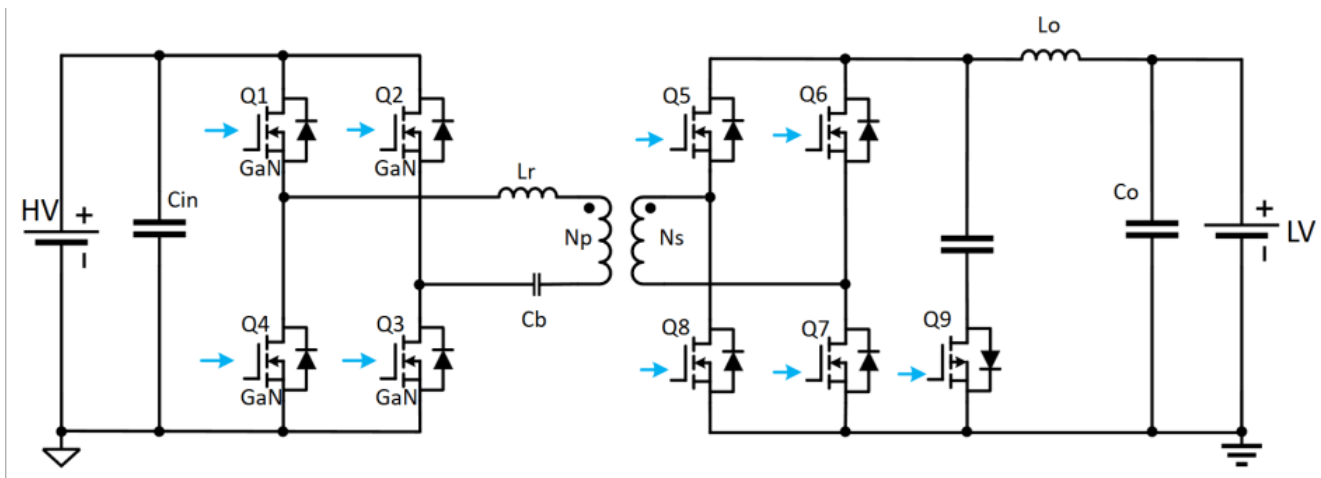 Lo
Q1
Q2
Q5
Q6
GaN
GaN
Lr
Cin
Co
HV
+
−
Np
Ns
+
−
LV
Cb
Q4
Q3
Q8
Q7
Q9
GaN
GaN